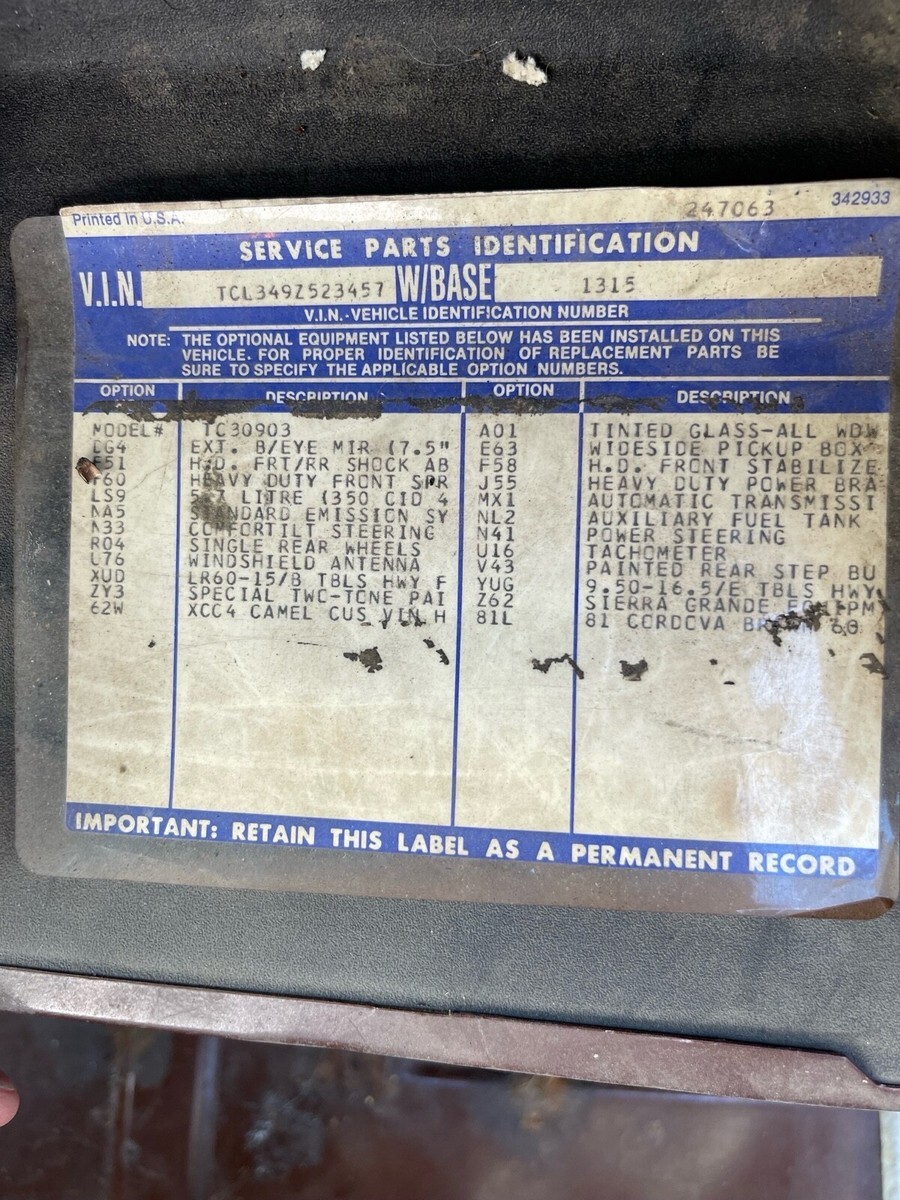 Printed in U.S.A. 247063 342933
SERVICE PARTS IDENTIFICATION
V.I.N. TCL349Z523457 W/BASE 1315
V.I.N.-VEHICLE IDENTIFICATION NUMBER
NOTE: THE OPTIONAL EQUIPMENT LISTED BELOW HAS BEEN INSTALLED ON THIS
VEHICLE. FOR PROPER IDENTIFICATION OF REPLACEMENT PARTS BE
SURE TO SPECIFY THE APPLICABLE OPTION NUMBERS.
OPTION DESCRIPTION OPTION DESCRIPTION
MODEL# TC30903 A01 TINTED GLASS-ALL WDW
DG4 EXT. B/EYE MIR (7.5" E63 WIDESIDE PICKUP BOX
F51 H.D. FRT/RR SHOCK AB F58 H.D. FRONT STABILIZE
F60 HEAVY DUTY FRONT SPR J55 HEAVY DUTY POWER BRA
LS9 5.7 LITRE (350 CID 4 MX1 AUTOMATIC TRANSMISSI
NA5 STANDARD EMISSION SY NL2 AUXILIARY FUEL TANK
N33 COMFORTILT STEERING N41 POWER STEERING
R04 SINGLE REAR WHEELS U16 TACHOMETER
U76 WINDSHIELD ANTENNA V43 PAINTED REAR STEP BU
XUD LR60-15/B TBLS HWY F YUG 9.50-16.5/E TBLS HWY
ZY3 SPECIAL TWO-TONE PAI Z62 SIERRA GRANDE EQUIPM
62W XCC4 CAMEL CUS VIN H 81L 81 CORDOVA 60
IMPORTANT: RETAIN THIS LABEL AS A PERMANENT RECORD